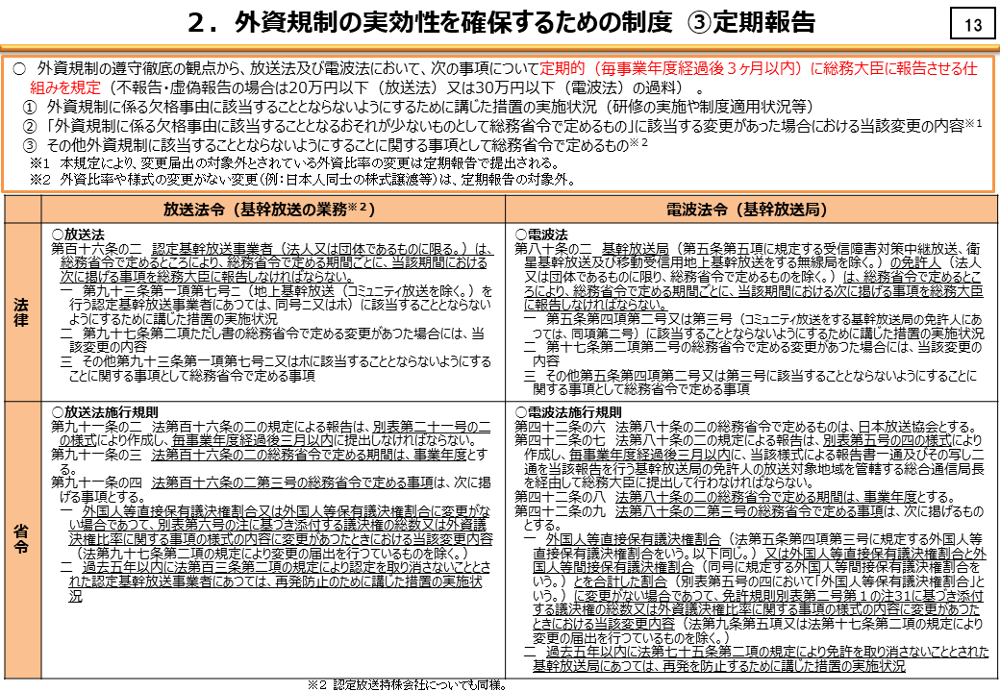 ２．外資規制の実効性を確保するための制度 ③定期報告
13
○ 外資規制の遵守徹底の観点から、放送法及び電波法において、次の事項について定期的（毎事業年度経過後３ヶ月以内）に総務大臣に報告させる仕
組みを規定（不報告・虚偽報告の場合は20万円以下（放送法）又は30万円以下（電波法）の過料）。
① 外資規制に係る欠格事由に該当することとならないようにするために講じた措置の実施状況（研修の実施や制度適用状況等）
② 「外資規制に係る欠格事由に該当することとなるおそれが少ないものとして総務省令で定めるもの」に該当する変更があった場合における当該変更の内容※1
③ その他外資規制に該当することとならないようにすることに関する事項として総務省令で定めるもの※2
※1 本規定により、変更届出の対象外とされている外資比率の変更は定期報告で提出される。
※2 外資比率や様式の変更がない変更（例：日本人同士の株式譲渡等）は、定期報告の対象外。
放送法令（基幹放送の業務※2）
電波法令（基幹放送局）
法律
○放送法
第百十六条の二 認定基幹放送事業者（法人又は団体であるものに限る。）は、
総務省令で定めるところにより、総務省令で定める期間ごとに、当該期間における
次に掲げる事項を総務大臣に報告しなければならない。
一 第九十三条第一項第七号ニ（地上基幹放送（コミュニティ放送を除く。）を
行う認定基幹放送事業者にあつては、同号ニ又はホ）に該当することとならない
ようにするために講じた措置の実施状況
二 第九十七条第二項ただし書の総務省令で定める変更があつた場合には、当
該変更の内容
三 その他第九十三条第一項第七号ニ又はホに該当することとならないようにする
ことに関する事項として総務省令で定める事項
○電波法
第八十条の二 基幹放送局（第五条第五項に規定する受信障害対策中継放送、衛
星基幹放送及び移動受信用地上基幹放送をする無線局を除く。）の免許人（法人
又は団体であるものに限り、総務省令で定めるものを除く。）は、総務省令で定めるとこ
ろにより、総務省令で定める期間ごとに、当該期間における次に掲げる事項を総務大臣
に報告しなければならない。
一 第五条第四項第二号又は第三号（コミュニティ放送をする基幹放送局の免許人にあ
つては、同項第二号）に該当することとならないようにするために講じた措置の実施状況
二 第十七条第二項第二号の総務省令で定める変更があつた場合には、当該変更の
内容
三 その他第五条第四項第二号又は第三号に該当することとならないようにすることに
関する事項として総務省令で定める事項
省令
○放送法施行規則
第九十一条の二 法第百十六条の二の規定による報告は、別表第二十一号の二
の様式により作成し、毎事業年度経過後三月以内に提出しなければならない。
第九十一条の三 法第百十六条の二の総務省令で定める期間は、事業年度とす
る。
第九十一条の四 法第百十六条の二第三号の総務省令で定める事項は、次に掲
げる事項とする。
一 外国人等直接保有議決権割合又は外国人等保有議決権割合に変更がな
い場合であつて、別表第六号の注に基づき添付する議決権の総数又は外資議
決権比率に関する事項の様式の内容に変更があつたときにおける当該変更内容
（法第九十七条第二項の規定により変更の届出を行つているものを除く。）
二 過去五年以内に法第百三条第二項の規定により認定を取り消さないこととさ
れた認定基幹放送事業者にあつては、再発防止のために講じた措置の実施状
況
○電波法施行規則
第四十二条の六 法第八十条の二の総務省令で定めるものは、日本放送協会とする。
第四十二条の七 法第八十条の二の規定による報告は、別表第五号の四の様式により
作成し、毎事業年度経過後三月以内に、当該様式による報告書一通及びその写し二
通を当該報告を行う基幹放送局の免許人の放送対象地域を管轄する総合通信局長
を経由して総務大臣に提出して行わなければならない。
第四十二条の八 法第八十条の二の総務省令で定める期間は、事業年度とする。
第四十二条の九 法第八十条の二第三号の総務省令で定める事項は、次に掲げるもの
とする。
一 外国人等直接保有議決権割合（法第五条第四項第三号に規定する外国人等
直接保有議決権割合をいう。以下同じ。）又は外国人等直接保有議決権割合と外
国人等間接保有議決権割合（同号に規定する外国人等間接保有議決権割合を
いう。）とを合計した割合（別表第五号の四において「外国人等保有議決権割合」と
いう。）に変更がない場合であつて、免許規則別表第二号第１の注31に基づき添付
する議決権の総数又は外資議決権比率に関する事項の様式の内容に変更があつた
ときにおける当該変更内容（法第九条第五項又は法第十七条第二項の規定により
変更の届出を行つているものを除く。）
二 過去五年以内に法第七十五条第二項の規定により免許を取り消さないこととされた
基幹放送局にあつては、再発を防止するために講じた措置の実施状況
※2 認定放送持株会社についても同様。